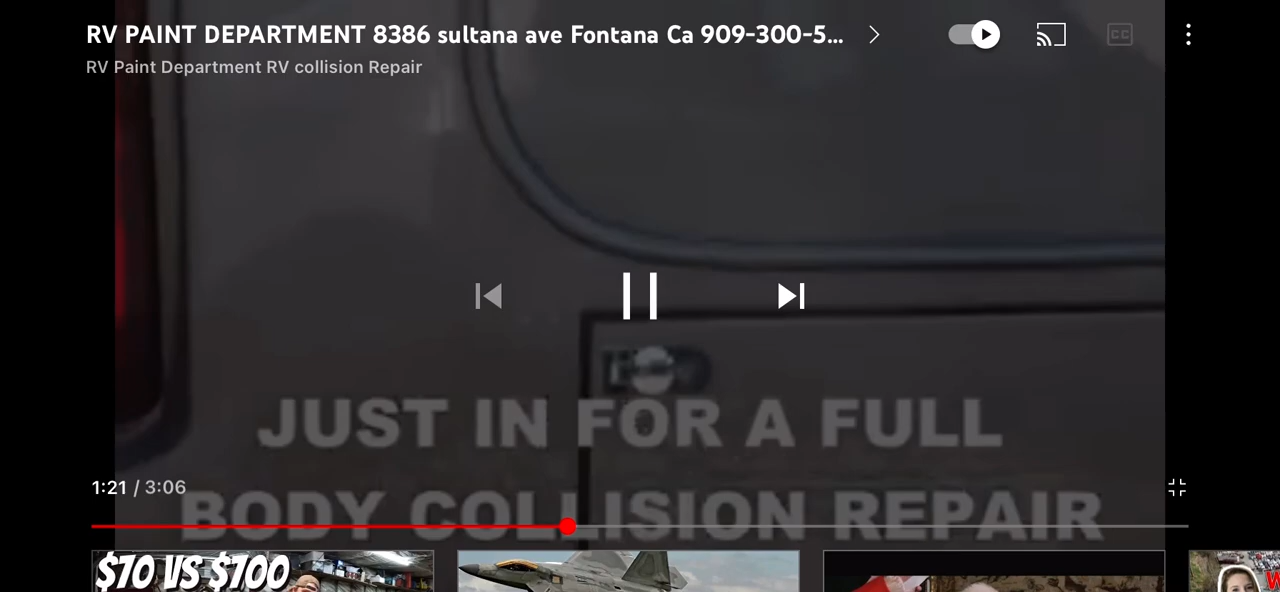 RV PAINT DEPARTMENT 8386 sultana ave Fontana Ca 909-300-5...
RV Paint Department RV collision Repair
CC
JUST IN FOR A FULL
1:21 / 3:06
BODY COLLISION REPAIR
$70 VS $700
W